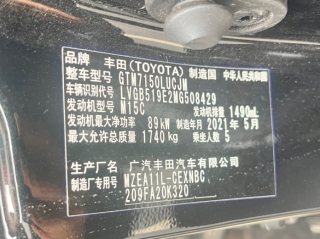 品牌 丰田(TOYOTA) 制造国 中华人民共和国
整车型号 GTM7150LUCJM
车辆识别代号 LVGB519E2MG508429
发动机型号 M15C 发动机排量 1490mL
发动机净功率 89kW 制造年月 2021年5月
最大允许总质量 1740kg 乘坐人数 5
生产厂名 广汽丰田汽车有限公司
制造厂专用号 MZEA11L-CEXNBC
209FA20K320